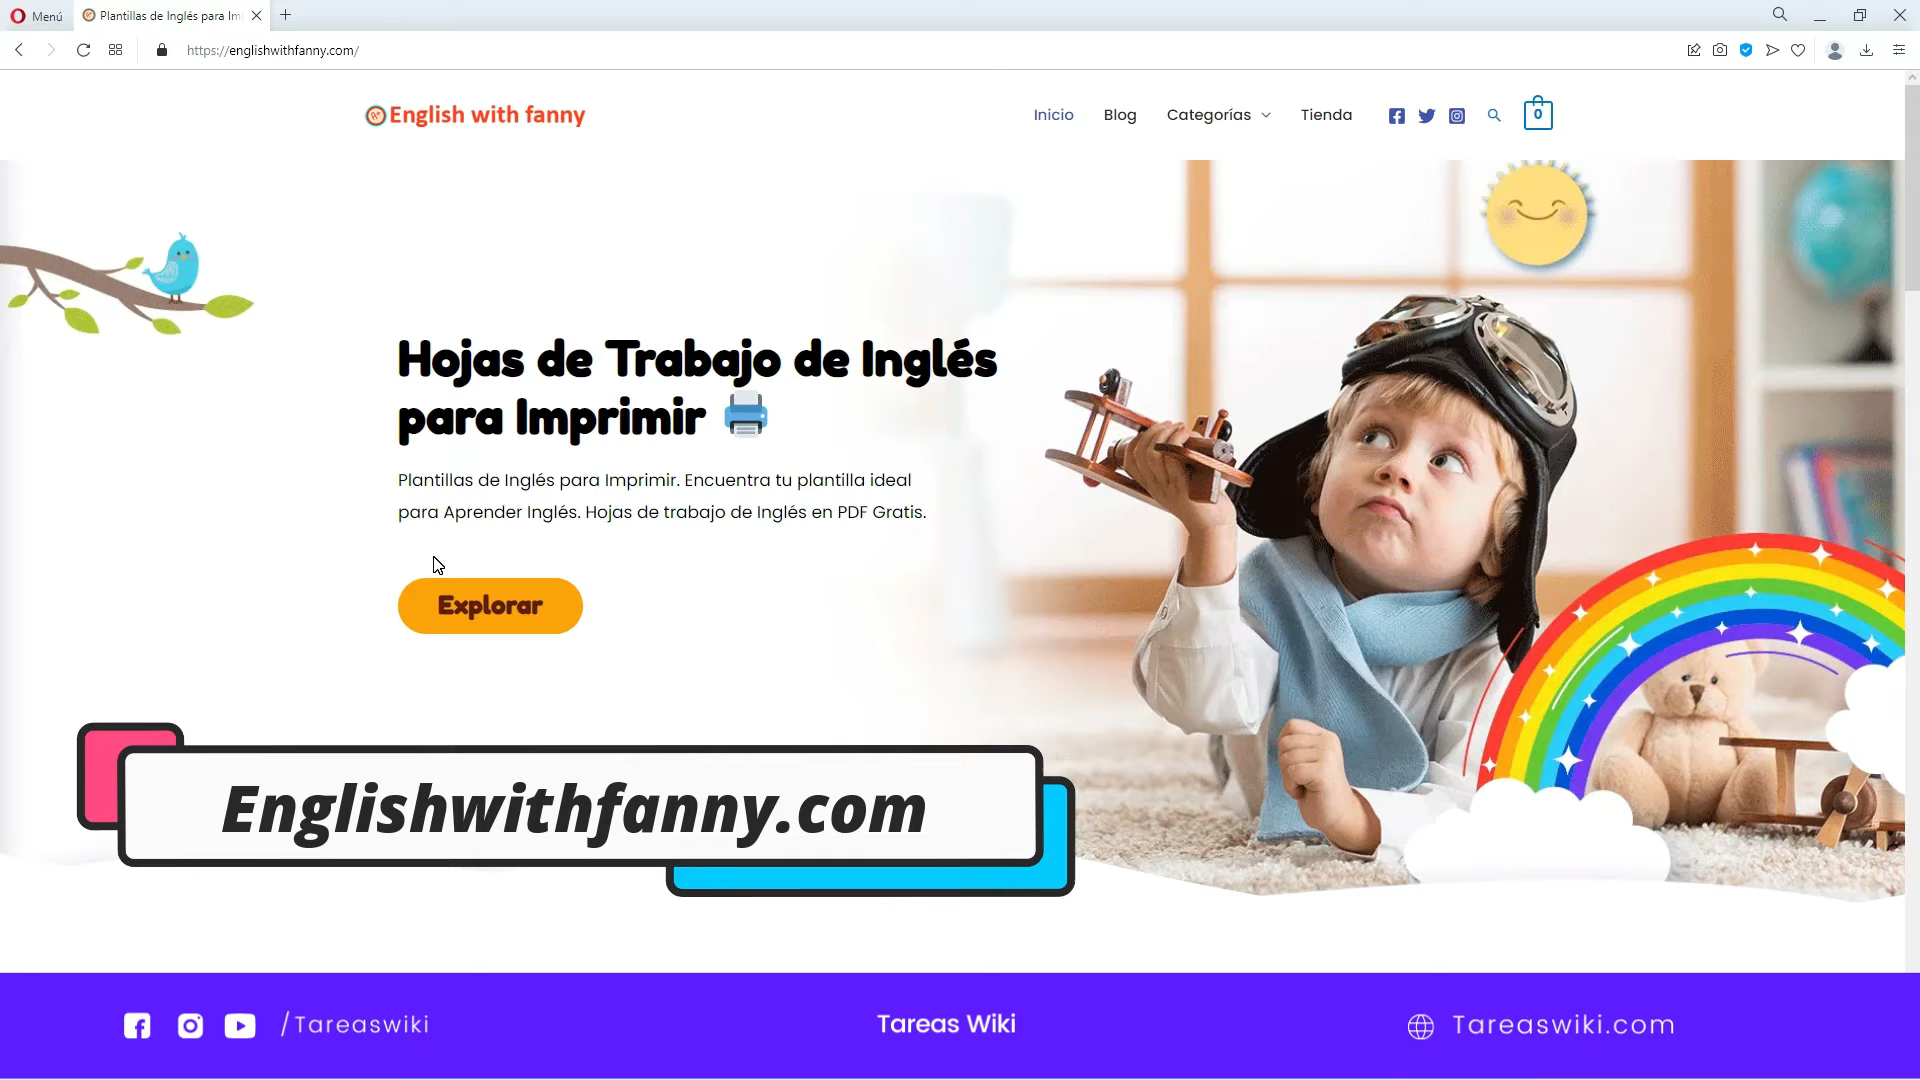 Menú
Plantillas de Inglés para Im
https://englishwithfanny.com/
English with fanny
Inicio
Blog
Categorías
Tienda
0
Hojas de Trabajo de Inglés
para Imprimir
Plantillas de Inglés para Imprimir. Encuentra tu plantilla ideal
para Aprender Inglés. Hojas de trabajo de Inglés en PDF Gratis.
Explorar
Englishwithfanny.com
/Tareaswiki
Tareas Wiki
Tareaswiki.com